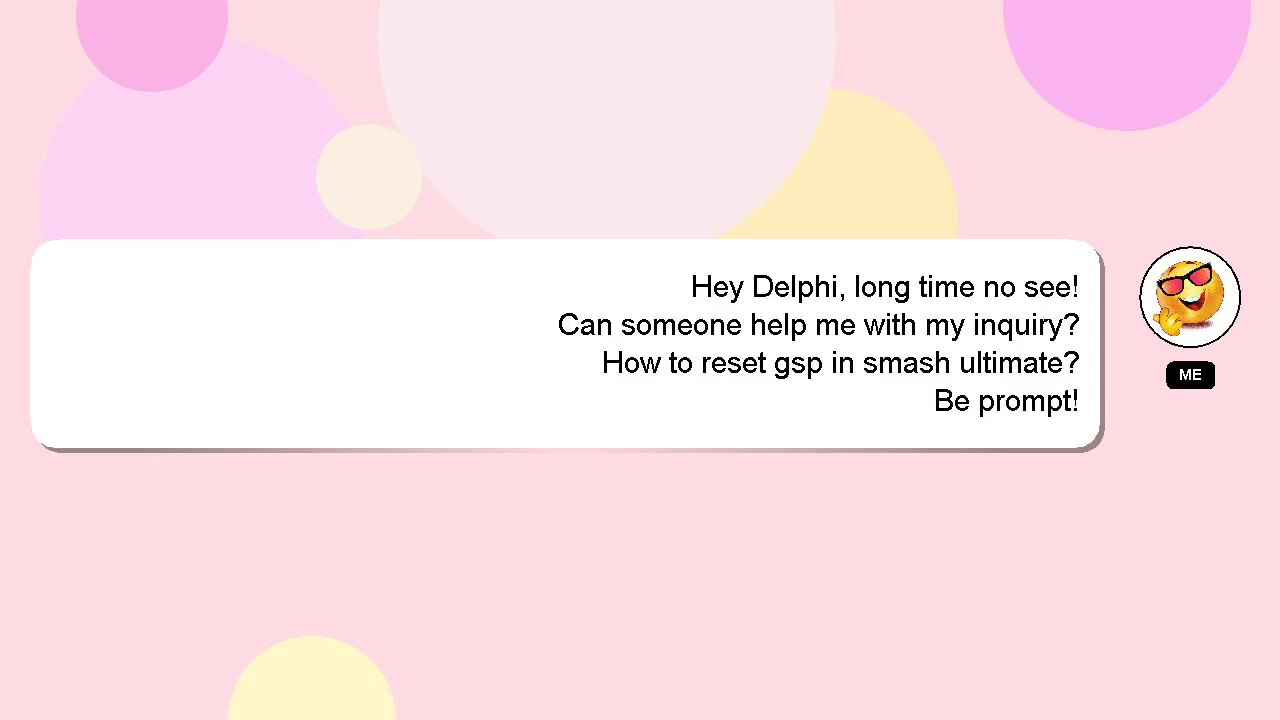 Hey Delphi, long time no see!
Can someone help me with my inquiry?
How to reset gsp in smash ultimate?
Be prompt!
ME